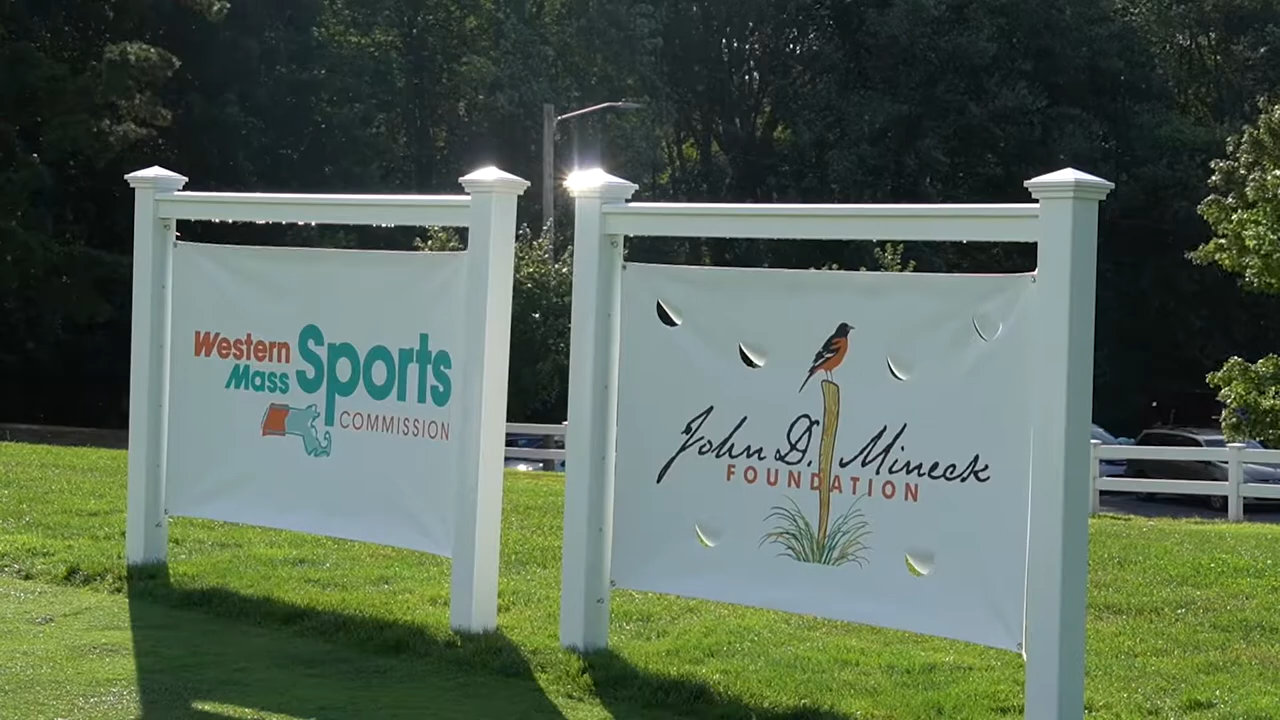 Western
Mass
Sports
COMMISSION
John D. Mineck
FOUNDATION